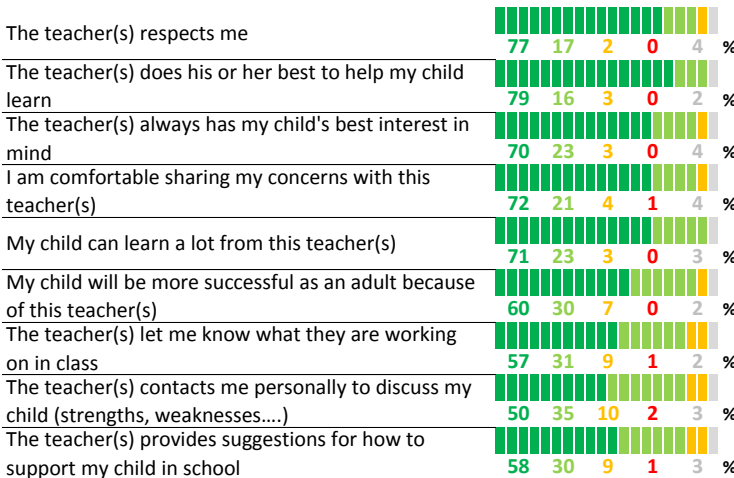 The teacher(s) respects me
77 17 2 0 4 %
The teacher(s) does his or her best to help my child
learn
79 16 3 0 2 %
The teacher(s) always has my child's best interest in
mind
70 23 3 0 4 %
I am comfortable sharing my concerns with this
teacher(s)
72 21 4 1 4 %
My child can learn a lot from this teacher(s)
71 23 3 0 3 %
My child will be more successful as an adult because
of this teacher(s)
60 30 7 0 2 %
The teacher(s) let me know what they are working
on in class
57 31 9 1 2 %
The teacher(s) contacts me personally to discuss my
child (strengths, weaknesses....)
50 35 10 2 3 %
The teacher(s) provides suggestions for how to
support my child in school
58 30 9 1 3 %